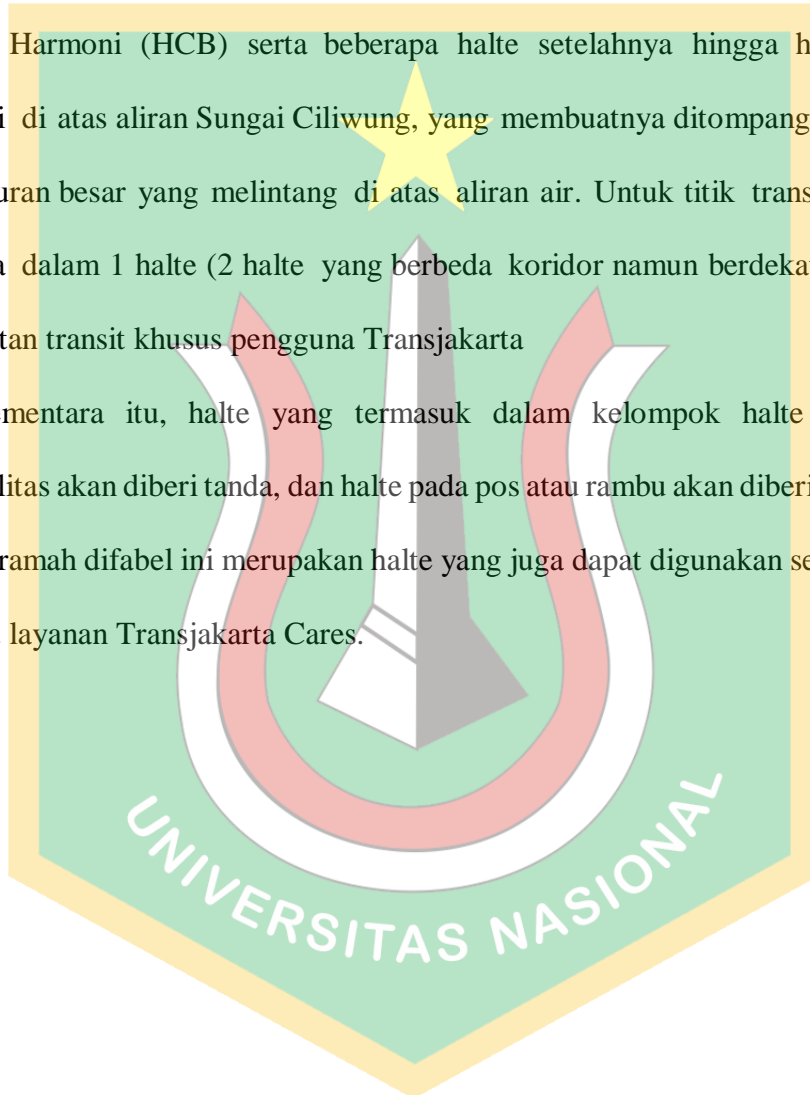 Harmoni (HCB) serta beberapa halte setelahnya hingga h
i di atas aliran Sungai Ciliwung, yang membuatnya ditompang
uran besar yang melintang di atas aliran air. Untuk titik trans
a dalam 1 halte (2 halte yang berbeda koridor namun berdeka
tan transit khusus pengguna Transjakarta
ementara itu, halte yang termasuk dalam kelompok halte
litas akan diberi tanda, dan halte pada pos atau rambu akan diberi
ramah difabel ini merupakan halte yang juga dapat digunakan se
layanan Transjakarta Cares.
UNIVERSITAS NASIONAL